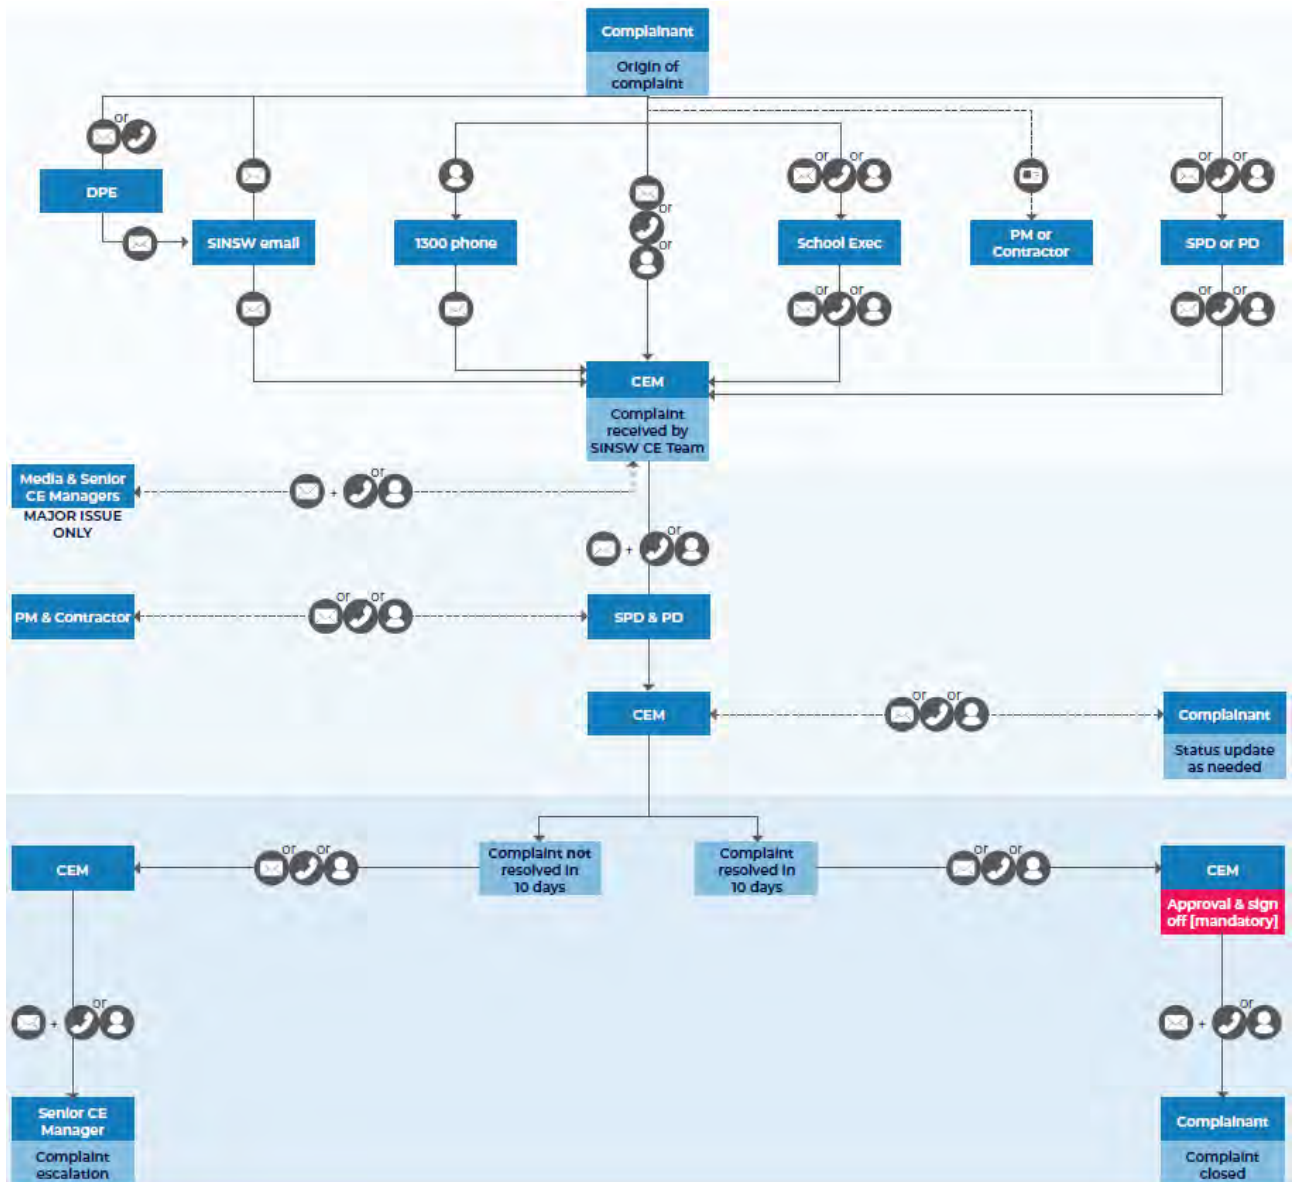 Complainant
Origin of
complaint
or
or
or
or
or
or
or
DPE
SINSW email
1300 phone
School Exec
PM or
Contractor
SPD or PD
or
or
or
or
or
CEM
Complaint
received by
SINSW CE Team
Media & Senior
CE Managers
MAJOR ISSUE
ONLY
+
or
+
or
PM & Contractor
or
or
SPD & PD
CEM
or
or
Complainant
Status update
as needed
CEM
or
or
Complaint not
resolved in
10 days
Complaint
resolved in
10 days
or
or
CEM
Approval & sign
off [mandatory]
+
or
+
or
Senior CE
Manager
Complaint
escalation
Complainant
Complaint
closed